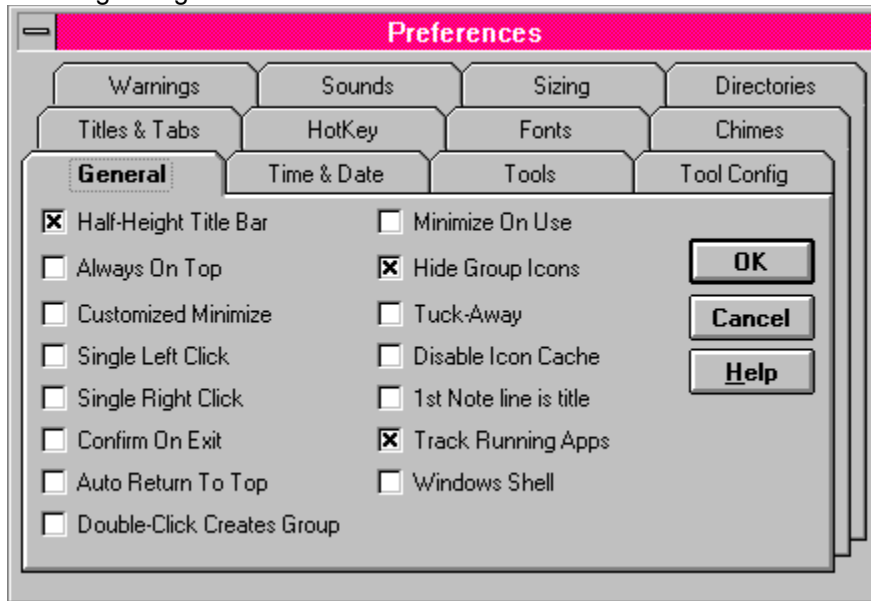 Preferences
Warnings Sounds Sizing Directories
Titles & Tabs HotKey Fonts Chimes
General Time & Date Tools Tool Config
Half-Height Title Bar
Always On Top
Customized Minimize
Single Left Click
Single Right Click
Confirm On Exit
Auto Return To Top
Double-Click Creates Group
Minimize On Use
Hide Group Icons
Tuck-Away
Disable Icon Cache
1st Note line is title
Track Running Apps
Windows Shell
OK
Cancel
Help